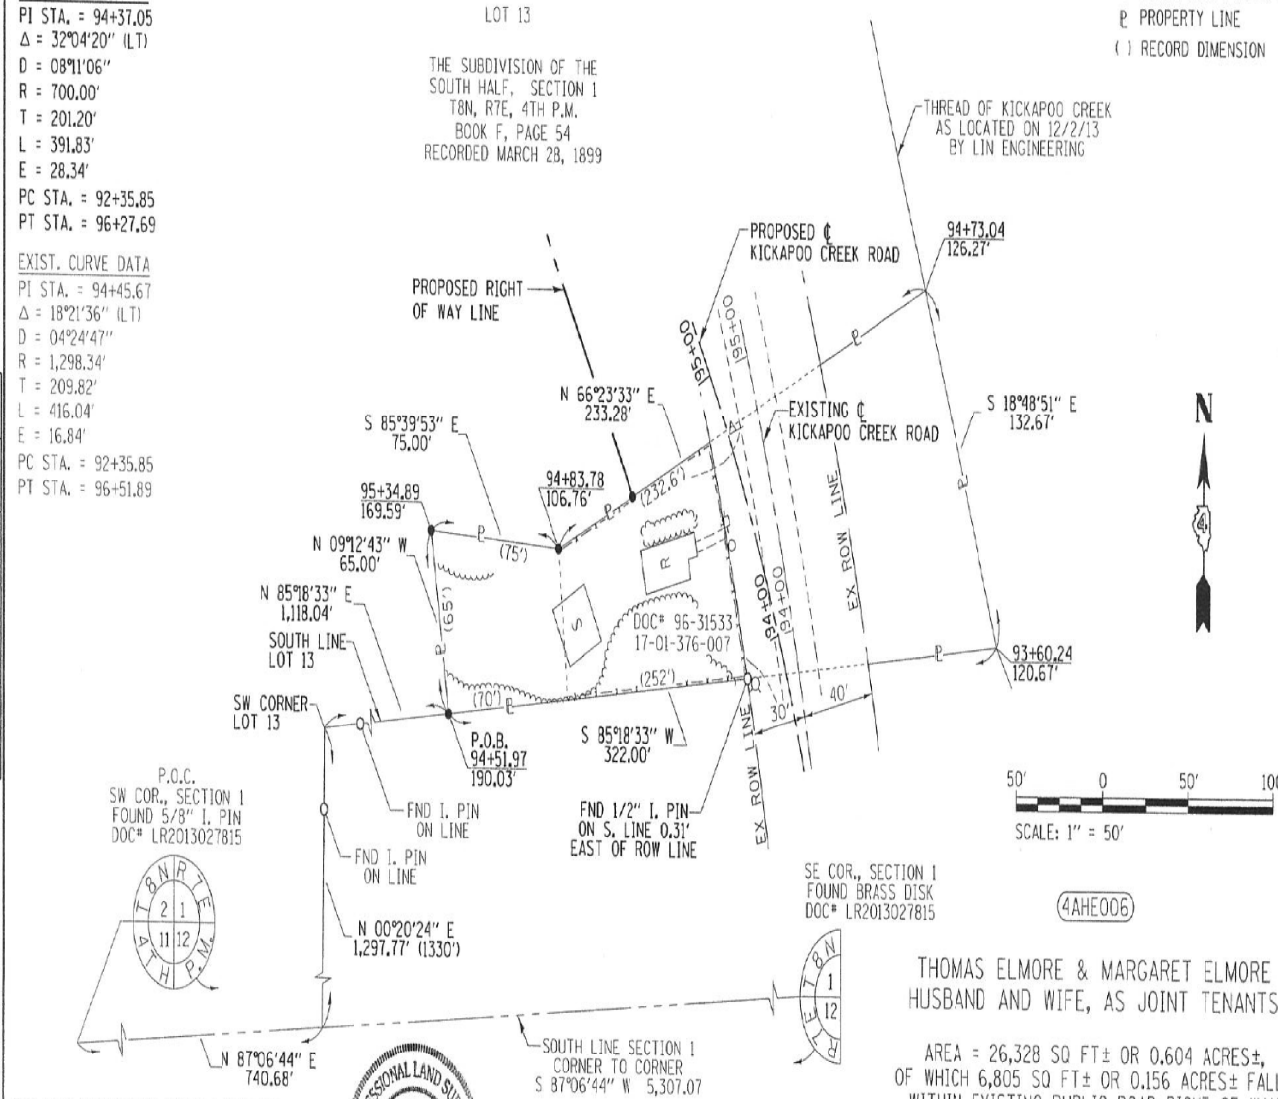 PI STA. = 94+37.05
Δ = 32°04'20" (LT)
D = 08°11'06"
R = 700.00'
T = 201.20'
L = 391.83'
E = 28.34'
PC STA. = 92+35.85
PT STA. = 96+27.69
EXIST. CURVE DATA
PI STA. = 94+45.67
Δ = 18°21'36" (LT)
D = 04°24'47"
R = 1,298.34'
T = 209.82'
L = 416.04'
E = 16.84'
PC STA. = 92+35.85
PT STA. = 96+51.89
LOT 13
THE SUBDIVISION OF THE
SOUTH HALF, SECTION 1
T8N, R7E, 4TH P.M.
BOOK F, PAGE 54
RECORDED MARCH 28, 1899
℔ PROPERTY LINE
( ) RECORD DIMENSION
THREAD OF KICKAPOO CREEK
AS LOCATED ON 12/2/13
BY LIN ENGINEERING
PROPOSED ℄
KICKAPOO CREEK ROAD
94+73.04
126.27'
PROPOSED RIGHT
OF WAY LINE
95+00
95+00
N 66°23'33" E
233.28'
EXISTING ℄
KICKAPOO CREEK ROAD
S 18°48'51" E
132.67'
N
4
S 85°39'53" E
75.00'
95+34.89
169.59'
94+83.78
106.76'
(232.6')
(75')
N 09°12'43" W
65.00'
(65')
N 85°18'33" E
1,118.04'
SOUTH LINE
LOT 13
R
S
DOC# 96-31533
17-01-376-007
94+00
94+00
EX ROW LINE
(252')
(70')
93+60.24
120.67'
SW CORNER
LOT 13
P.O.B.
94+51.97
190.03'
S 85°18'33" W
322.00'
30'
40'
EX ROW LINE
P.O.C.
SW COR., SECTION 1
FOUND 5/8" I. PIN
DOC# LR2013027815
FND I. PIN
ON LINE
FND I. PIN
ON LINE
FND 1/2" I. PIN
ON S. LINE 0.31'
EAST OF ROW LINE
50' 0 50' 100
SCALE: 1" = 50'
T8N R7E
2 1
11 12
4TH P.M.
N 00°20'24" E
1,297.77' (1330')
SE COR., SECTION 1
FOUND BRASS DISK
DOC# LR2013027815
T 8N
1
12
R7E
4AHE006
THOMAS ELMORE & MARGARET ELMORE
HUSBAND AND WIFE, AS JOINT TENANTS
N 87°06'44" E
740.68'
SOUTH LINE SECTION 1
CORNER TO CORNER
S 87°06'44" W 5,307.07
ESSIONAL LAND SU
AREA = 26,328 SQ FT± OR 0.604 ACRES±,
OF WHICH 6,805 SQ FT± OR 0.156 ACRES± FALL